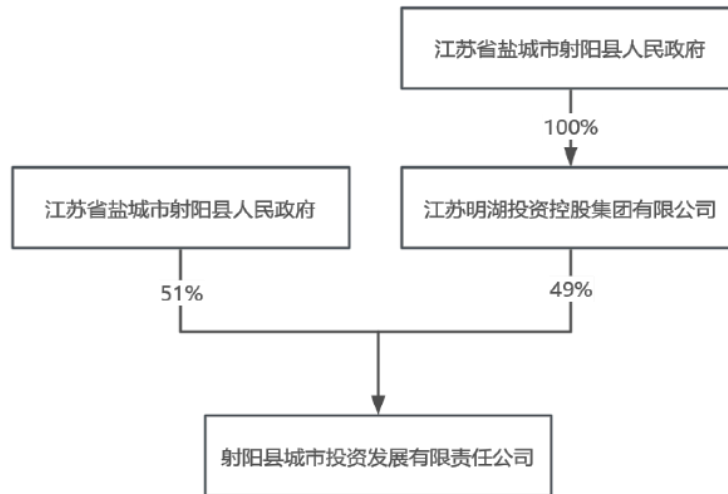 江苏省盐城市射阳县人民政府
100%
江苏省盐城市射阳县人民政府
江苏明湖投资控股集团有限公司
51%
49%
射阳县城市投资发展有限责任公司